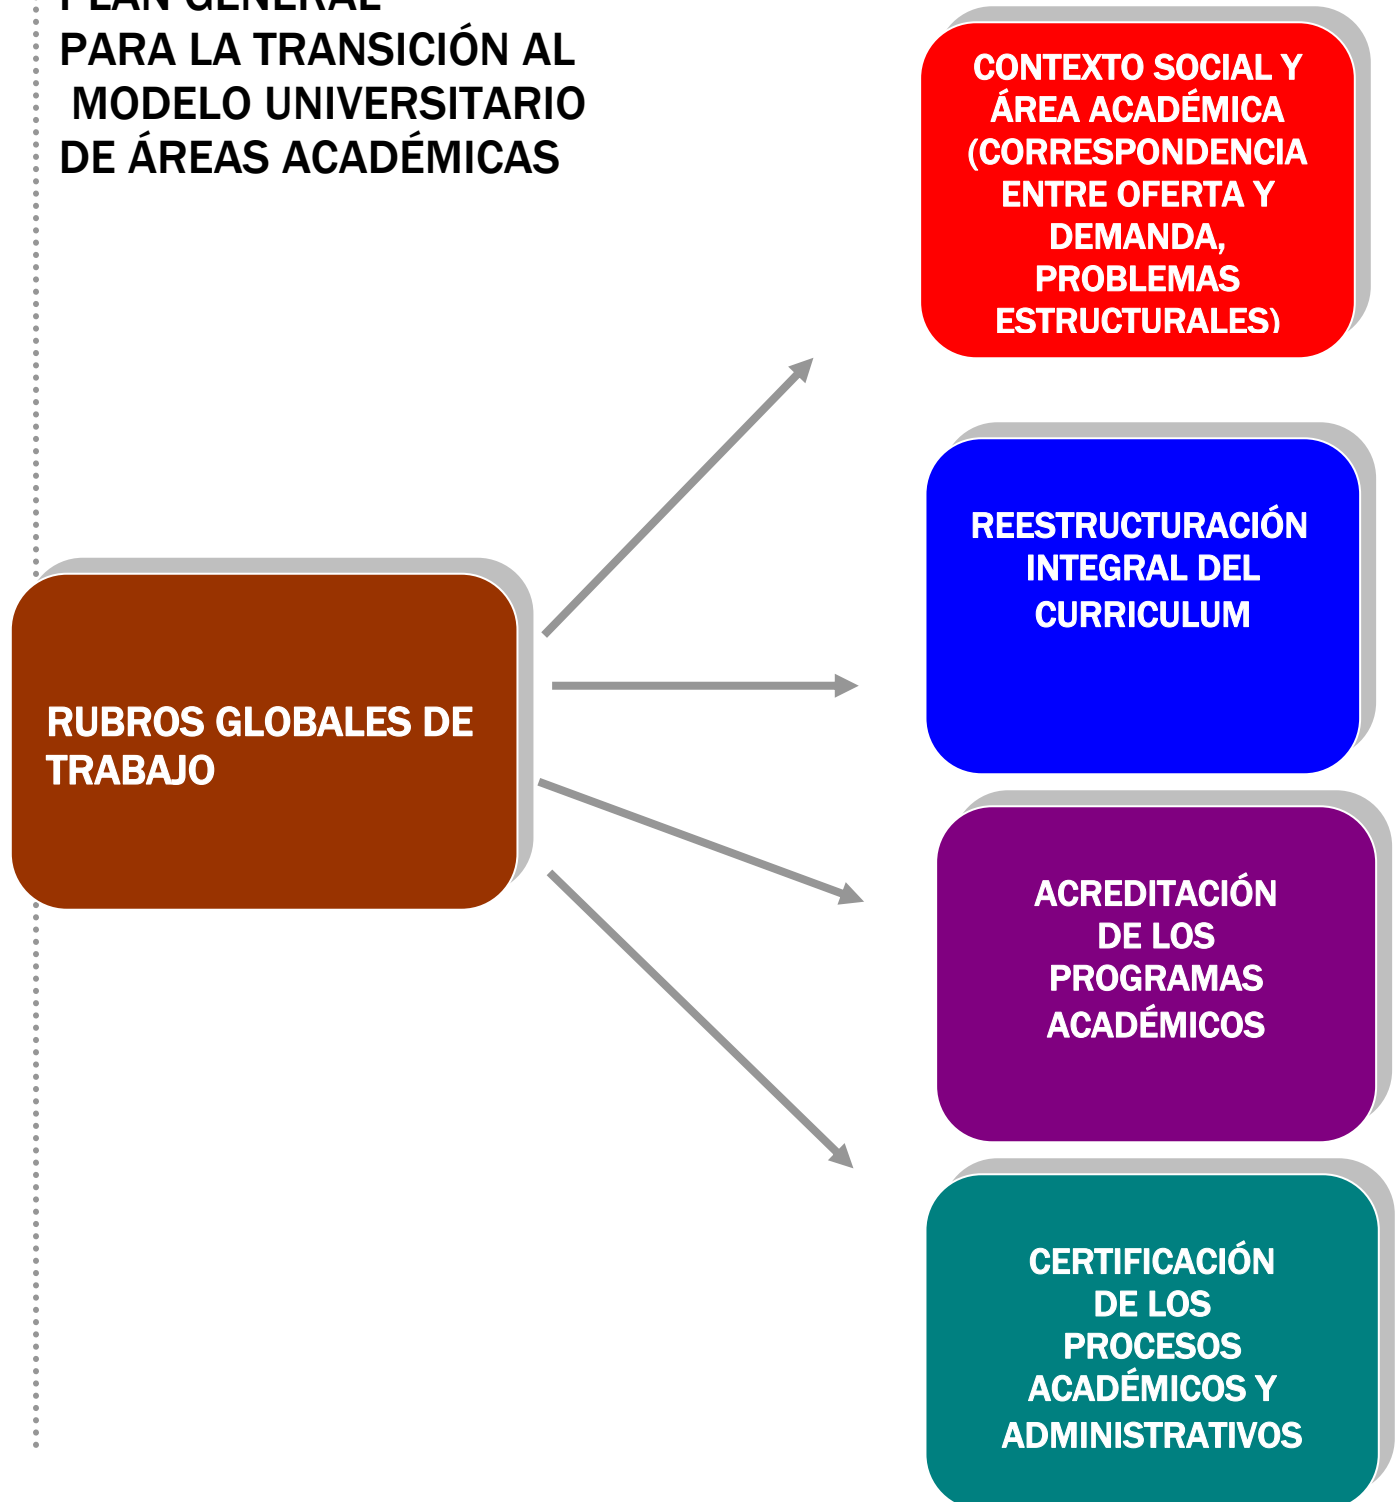 PLAN GENERAL
PARA LA TRANSICIÓN AL
MODELO UNIVERSITARIO
DE ÁREAS ACADÉMICAS
CONTEXTO SOCIAL Y
ÁREA ACADÉMICA
(CORRESPONDENCIA
ENTRE OFERTA Y
DEMANDA,
PROBLEMAS
ESTRUCTURALES)
REESTRUCTURACIÓN
INTEGRAL DEL
CURRICULUM
RUBROS GLOBALES DE
TRABAJO
ACREDITACIÓN
DE LOS
PROGRAMAS
ACADÉMICOS
CERTIFICACIÓN
DE LOS
PROCESOS
ACADÉMICOS Y
ADMINISTRATIVOS